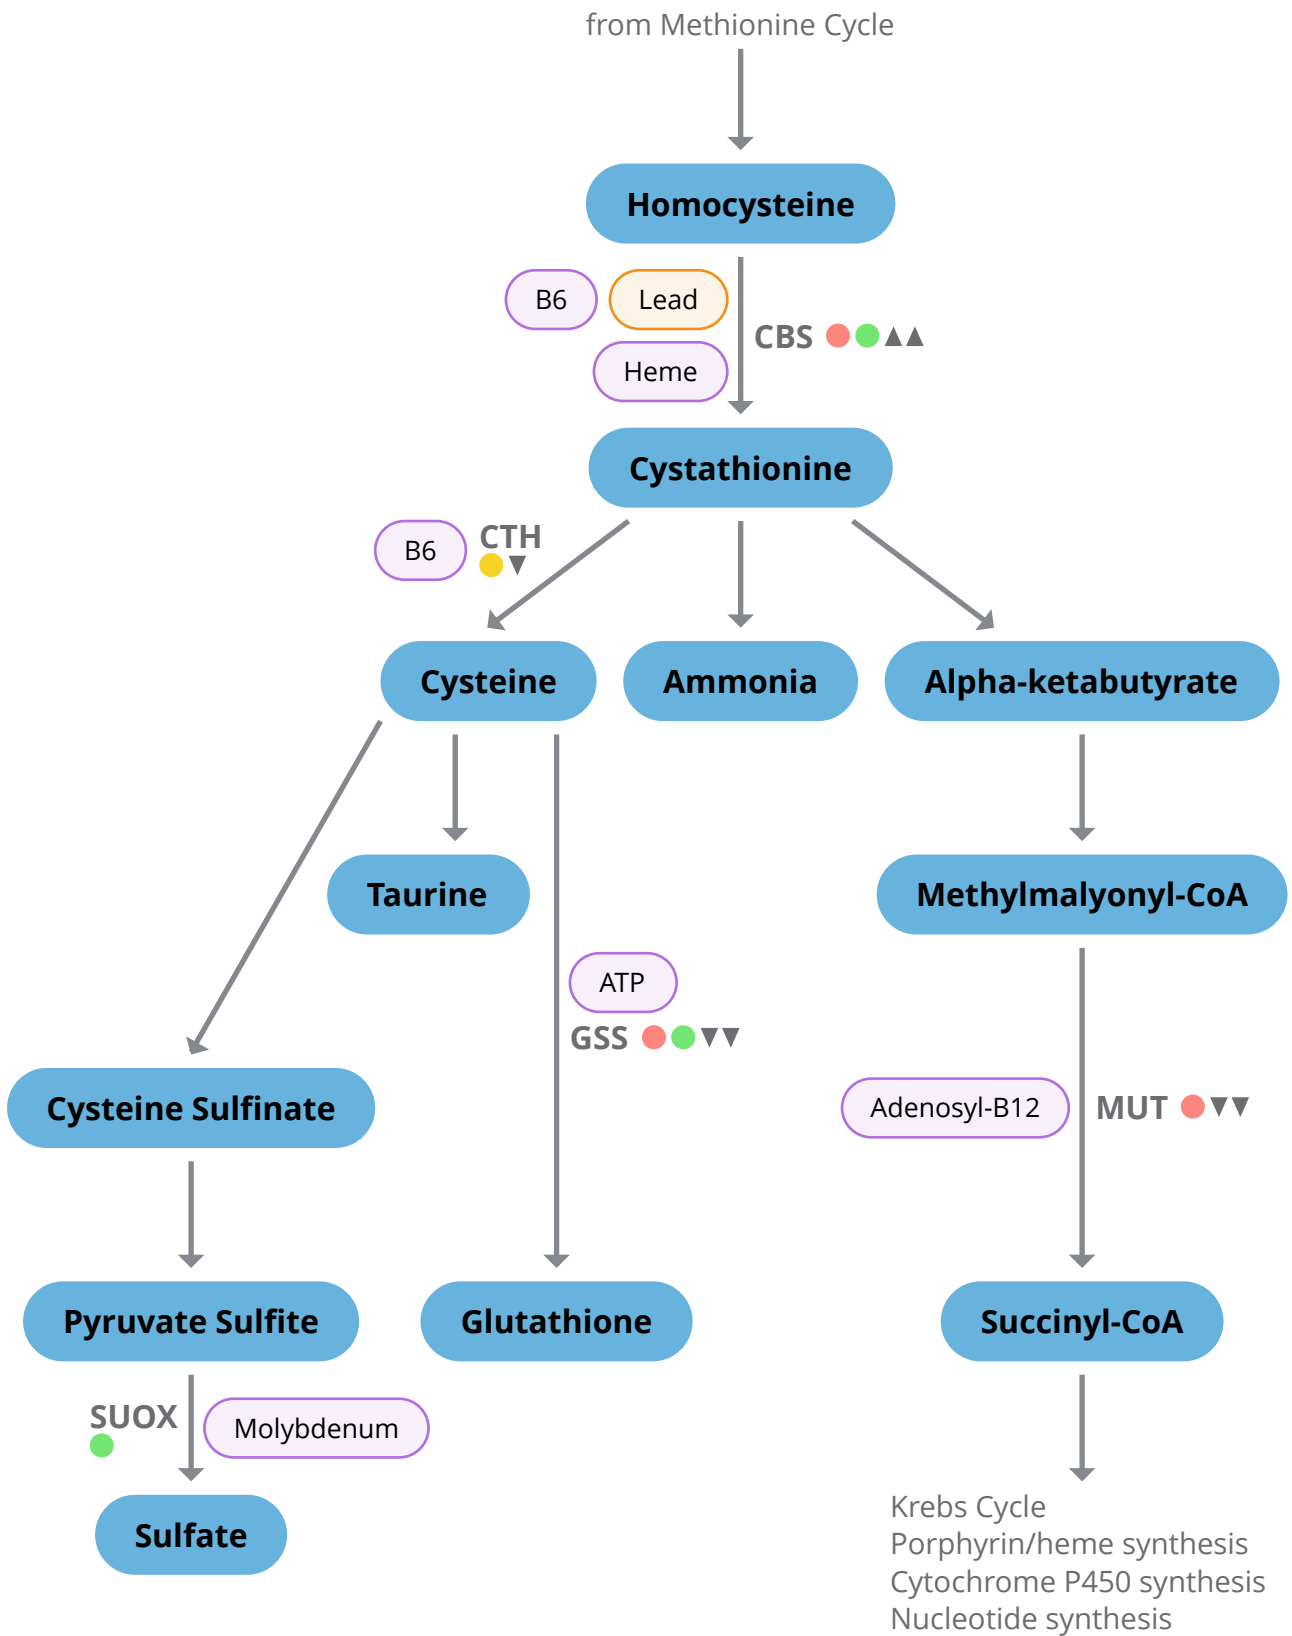 from Methionine Cycle
Homocysteine
B6
Lead
CBS
Heme
Cystathionine
B6
CTH
Cysteine
Ammonia
Alpha-ketabutyrate
Taurine
Methylmalyonyl-CoA
ATP
GSS
Cysteine Sulfinate
Adenosyl-B12
MUT
Pyruvate Sulfite
Glutathione
Succinyl-CoA
SUOX
Molybdenum
Sulfate
Krebs Cycle
Porphyrin/heme synthesis
Cytochrome P450 synthesis
Nucleotide synthesis